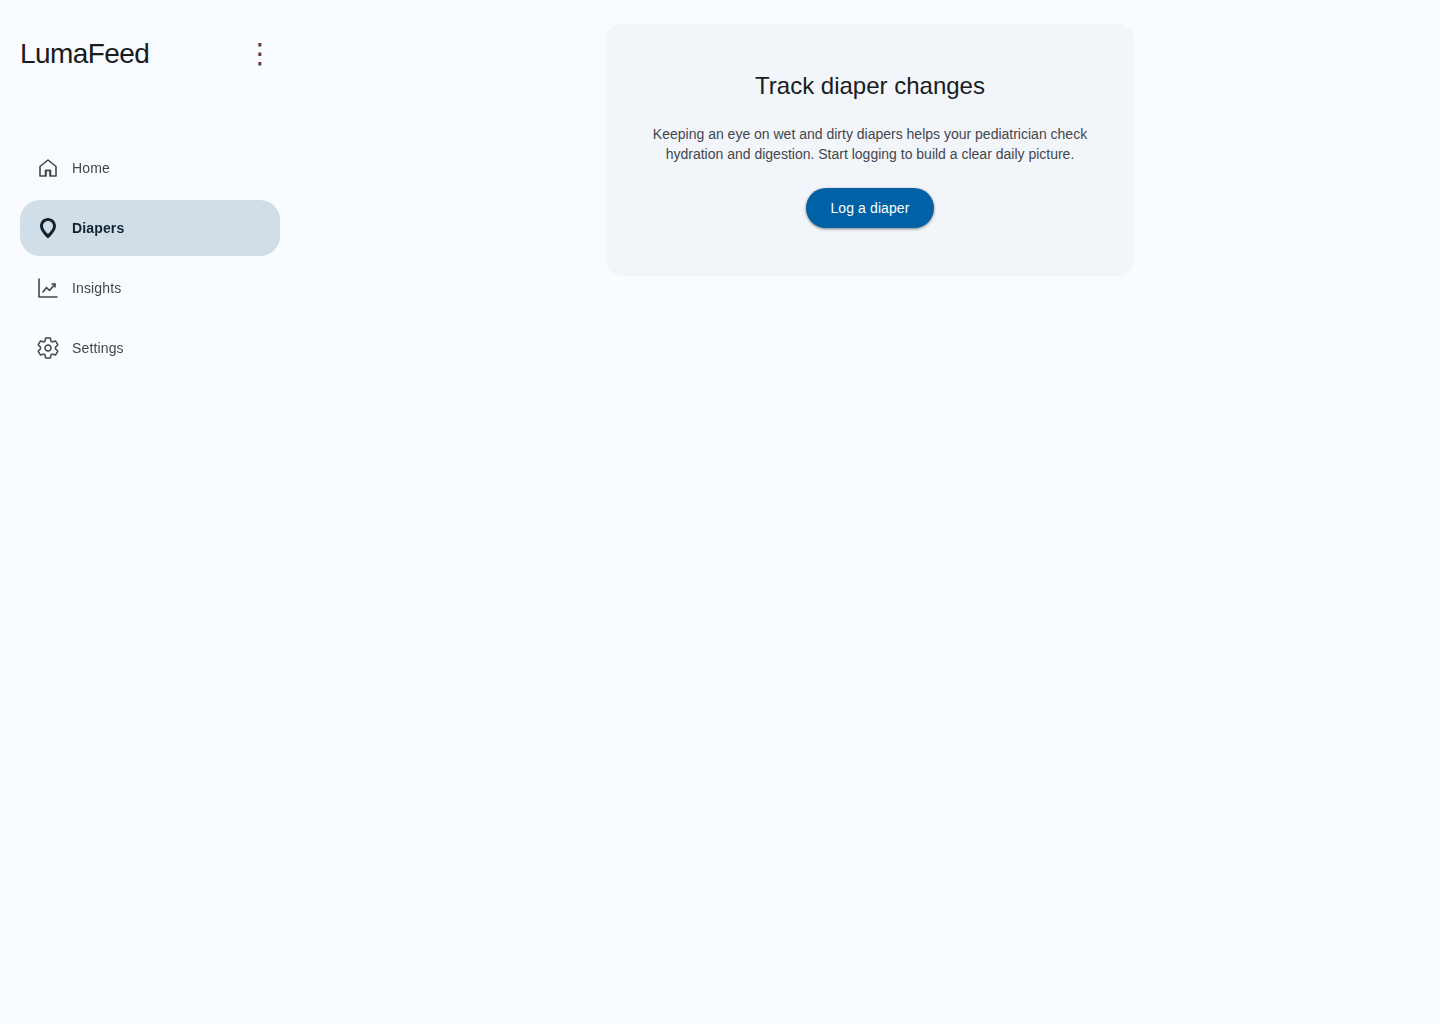 LumaFeed
Home
Diapers
Insights
Settings
Track diaper changes
Keeping an eye on wet and dirty diapers helps your pediatrician check
hydration and digestion. Start logging to build a clear daily picture.
Log a diaper